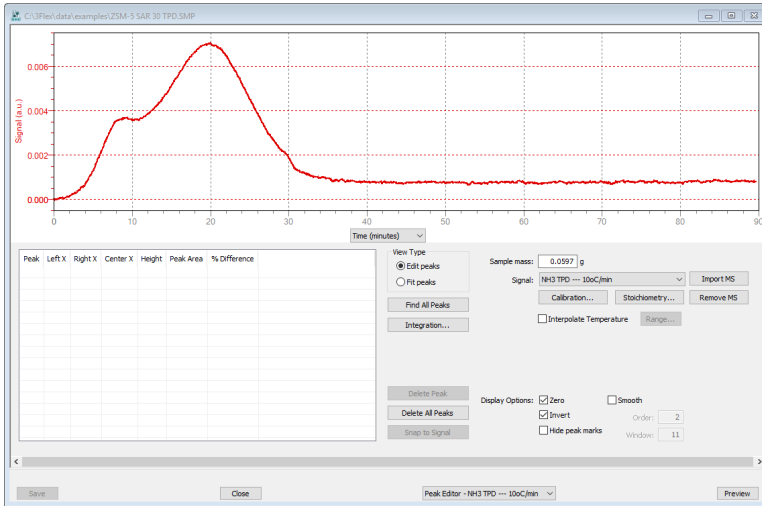 C:\3Flex\data\examples\ZSM-5 SAR 30 TPD.SMP
Signal (a.u.)
0.006
0.004
0.002
0.000
0 10 20 30 40 50 60 70 80 90
Time (minutes)
Peak Left X Right X Center X Height Peak Area % Difference
View Type
Edit peaks
Fit peaks
Find All Peaks
Integration...
Delete Peak
Delete All Peaks
Snap to Signal
Sample mass: 0.0597 g
Signal: NH3 TPD --- 10oC/min Import MS
Calibration... Stoichiometry... Remove MS
Interpolate Temperature Range...
Display Options: Zero Smooth
Invert Order: 2
Hide peak marks Window: 11
Save Close Peak Editor - NH3 TPD --- 10oC/min Preview